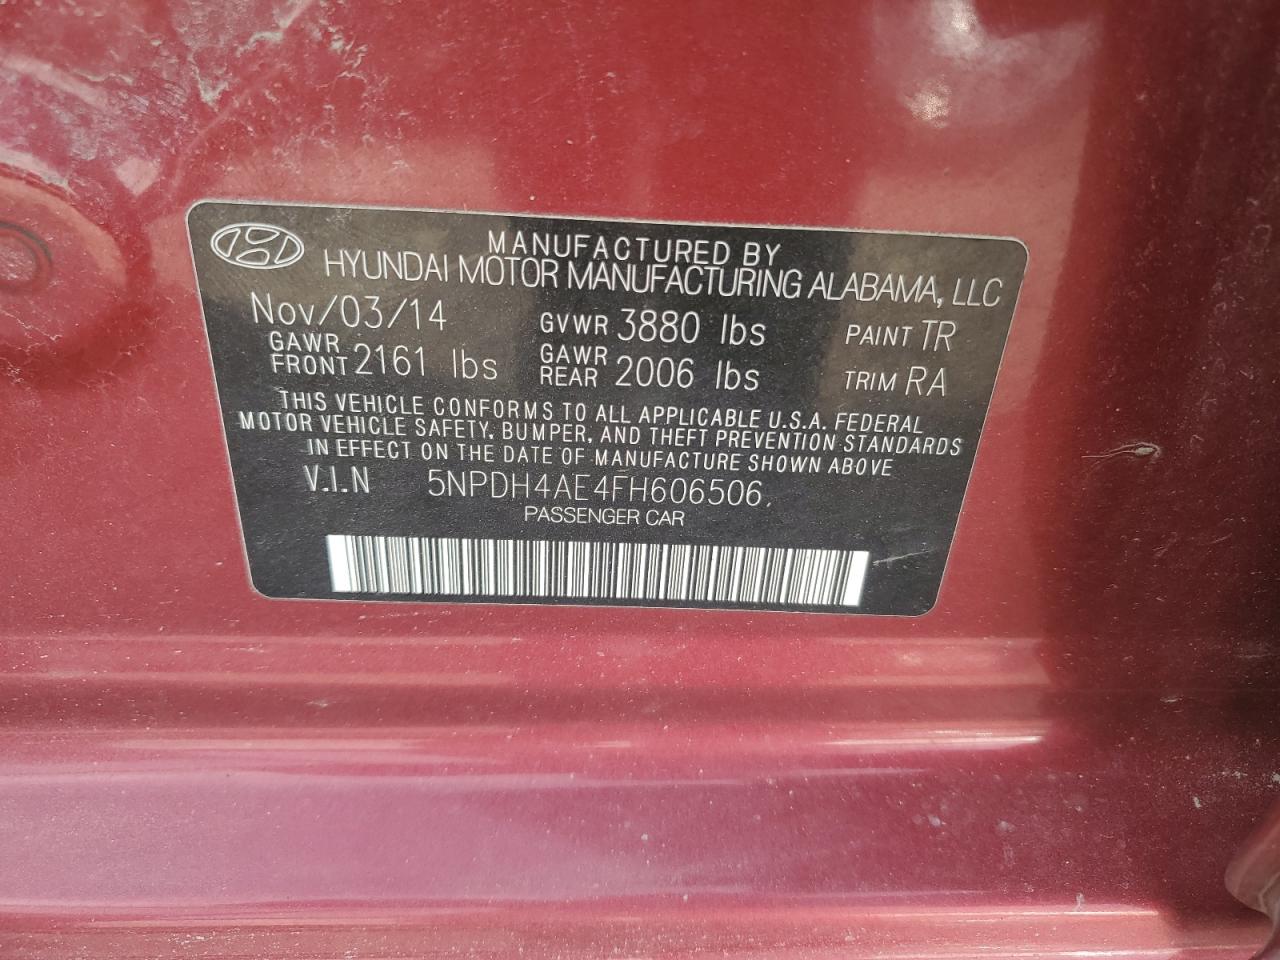 MANUFACTURED BY
HYUNDAI MOTOR MANUFACTURING ALABAMA, LLC
Nov/03/14 GVWR 3880 lbs PAINT TR
GAWR FRONT 2161 lbs GAWR REAR 2006 lbs TRIM RA
THIS VEHICLE CONFORMS TO ALL APPLICABLE U.S.A. FEDERAL
MOTOR VEHICLE SAFETY, BUMPER, AND THEFT PREVENTION STANDARDS
IN EFFECT ON THE DATE OF MANUFACTURE SHOWN ABOVE
V.I.N 5NPDH4AE4FH606506
PASSENGER CAR